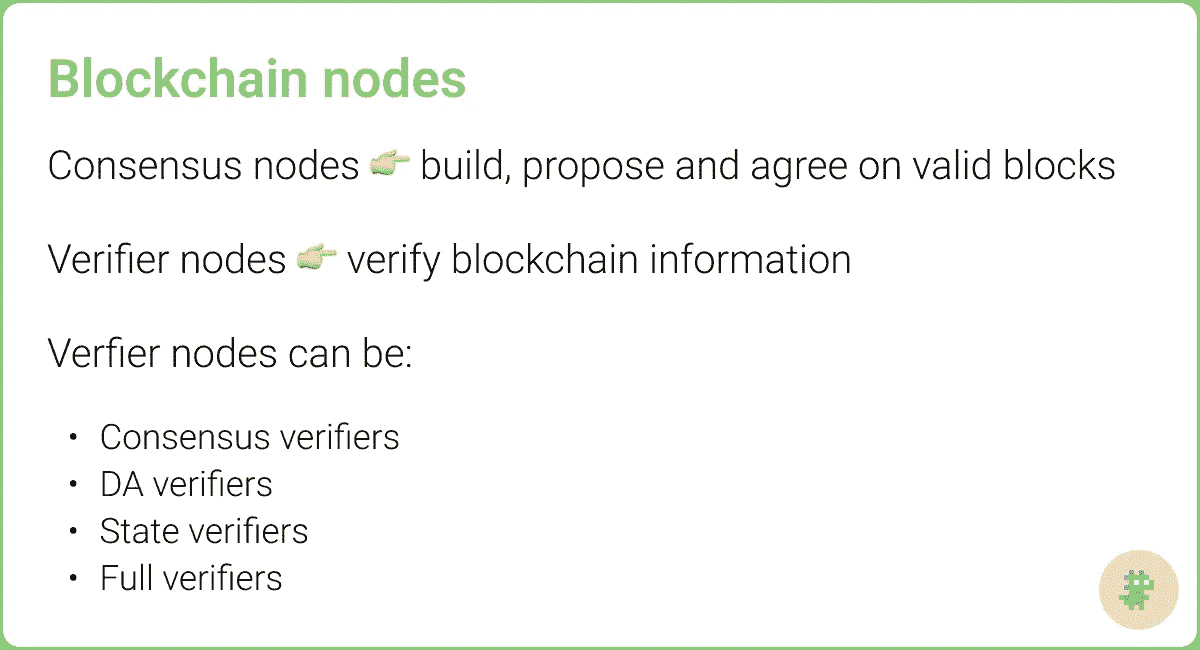 Blockchain nodes
Consensus nodes 👉 build, propose and agree on valid blocks
Verifier nodes 👉 verify blockchain information
Verfier nodes can be:
• Consensus verifiers
• DA verifiers
• State verifiers
• Full verifiers